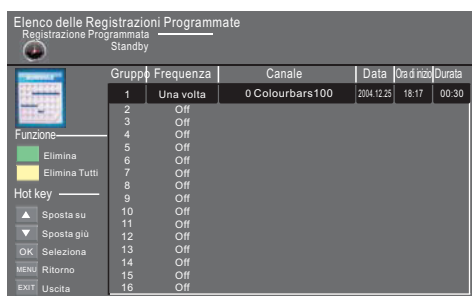 Elenco delle Registrazioni Programmate
Registrazione Programmata
Standby
Gruppo Frequenza Canale Data Ora di inizio Durata
1 Una volta 0 Colourbars100 2004.12.25 18:17 00:30
2 Off
3 Off
4 Off
5 Off
6 Off
7 Off
8 Off
9 Off
10 Off
11 Off
12 Off
13 Off
14 Off
15 Off
16 Off
Funzione
Elimina
Elimina Tutti
Hot key
Sposta su
Sposta giù
OK Seleziona
MENU Ritorno
EXIT Uscita